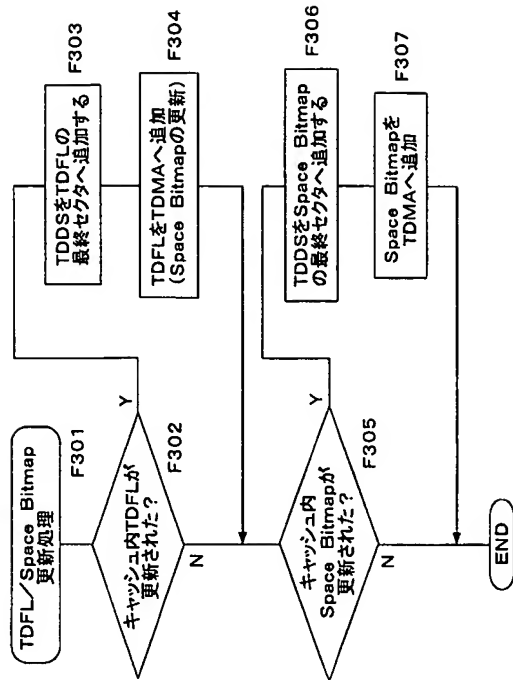 TDFL／Space Bitmap
更新処理
F301
キャッシュ内TDFLが
更新された？
F302
Y
N
TDDSをTDFLの
最終セクタへ追加する
F303
TDFLをTDMAへ追加
(Space Bitmapの更新)
F304
キャッシュ内
Space Bitmapが
更新された？
F305
Y
N
TDDSをSpace Bitmap
の最終セクタへ追加する
F306
Space Bitmapを
TDMAへ追加
F307
END